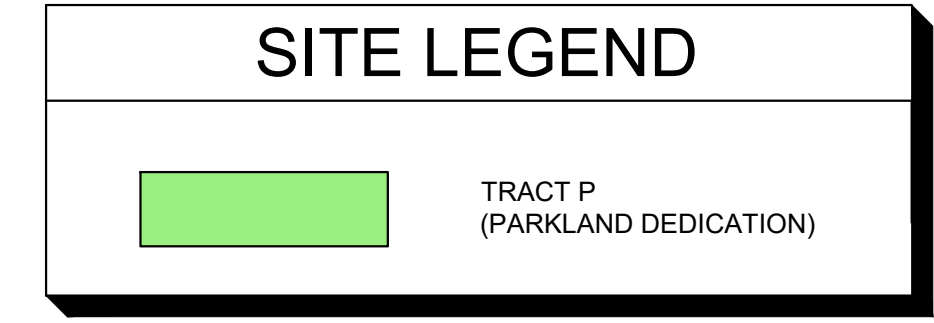 SITE LEGEND
TRACT P
(PARKLAND DEDICATION)